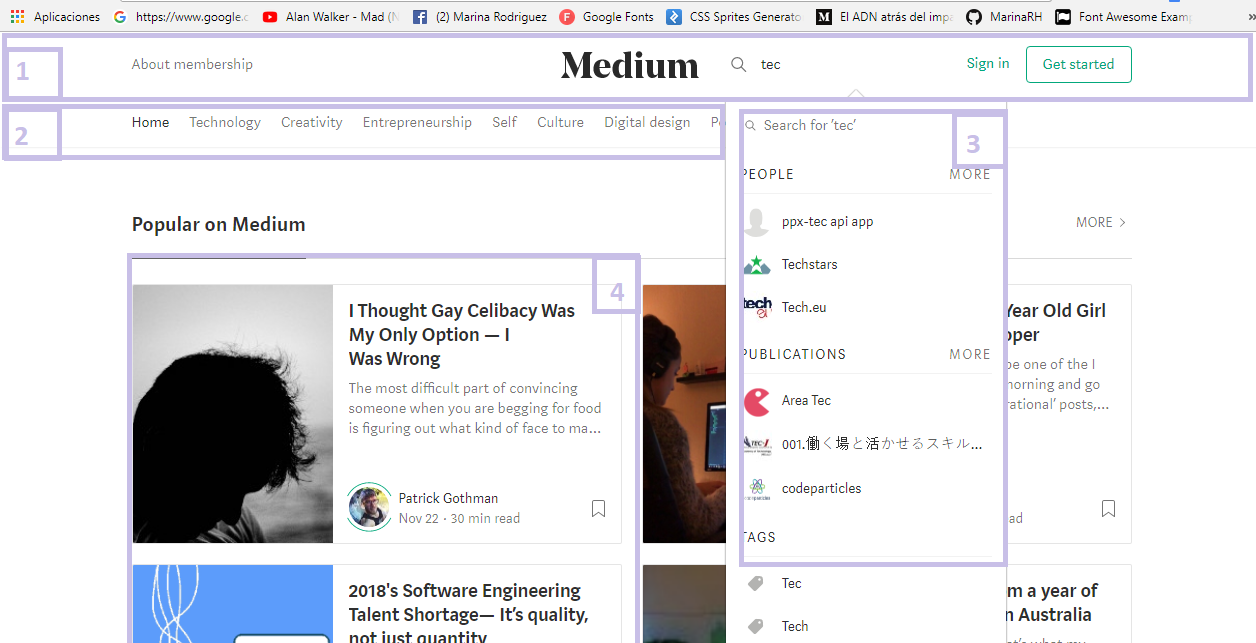 Aplicaciones https://www.google.c Alan Walker - Mad (N (2) Marina Rodriguez Google Fonts CSS Sprites Generato El ADN atrás del impa MarinaRH Font Awesome Examp »
1 About membership Medium tec Sign in Get started
2 Home Technology Creativity Entrepreneurship Self Culture Digital design Po
Search for 'tec' 3
PEOPLE MORE
ppx-tec api app
Techstars
tech.eu Tech.eu
PUBLICATIONS MORE
Area Tec
TEC-J 001.働く場と活かせるスキル...
codeparticles
TAGS
Tec
Tech
Popular on Medium MORE
4
I Thought Gay Celibacy Was
My Only Option — I
Was Wrong
The most difficult part of convincing
someone when you are begging for food
is figuring out what kind of face to ma...
Patrick Gothman
Nov 22 · 30 min read
Year Old Girl
pper
be one of the I
morning and go
rational' posts,...
ad
2018's Software Engineering
Talent Shortage— It's quality,
not just quantity
m a year of
n Australia